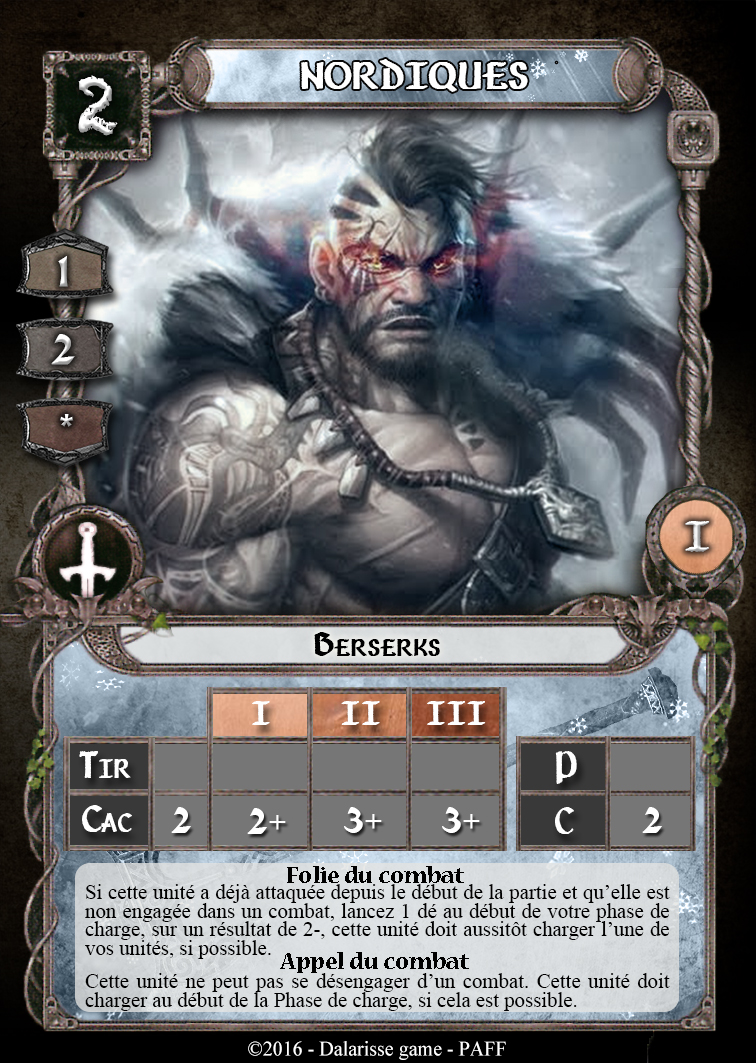 NORDIQUES
2
1
2
*
I
BERSERKS
I II III
TIR
CAC 2 2+ 3+ 3+
P
C 2
Folie du combat
Si cette unité a déjà attaquée depuis le début de la partie et qu'elle est
non engagée dans un combat, lancez 1 dé au début de votre phase de
charge, sur un résultat de 2-, cette unité doit aussitôt charger l'une de
vos unités, si possible.
Appel du combat
Cette unité ne peut pas se désengager d'un combat. Cette unité doit
charger au début de la Phase de charge, si cela est possible.
©2016 - Dalarisse game - PAFF